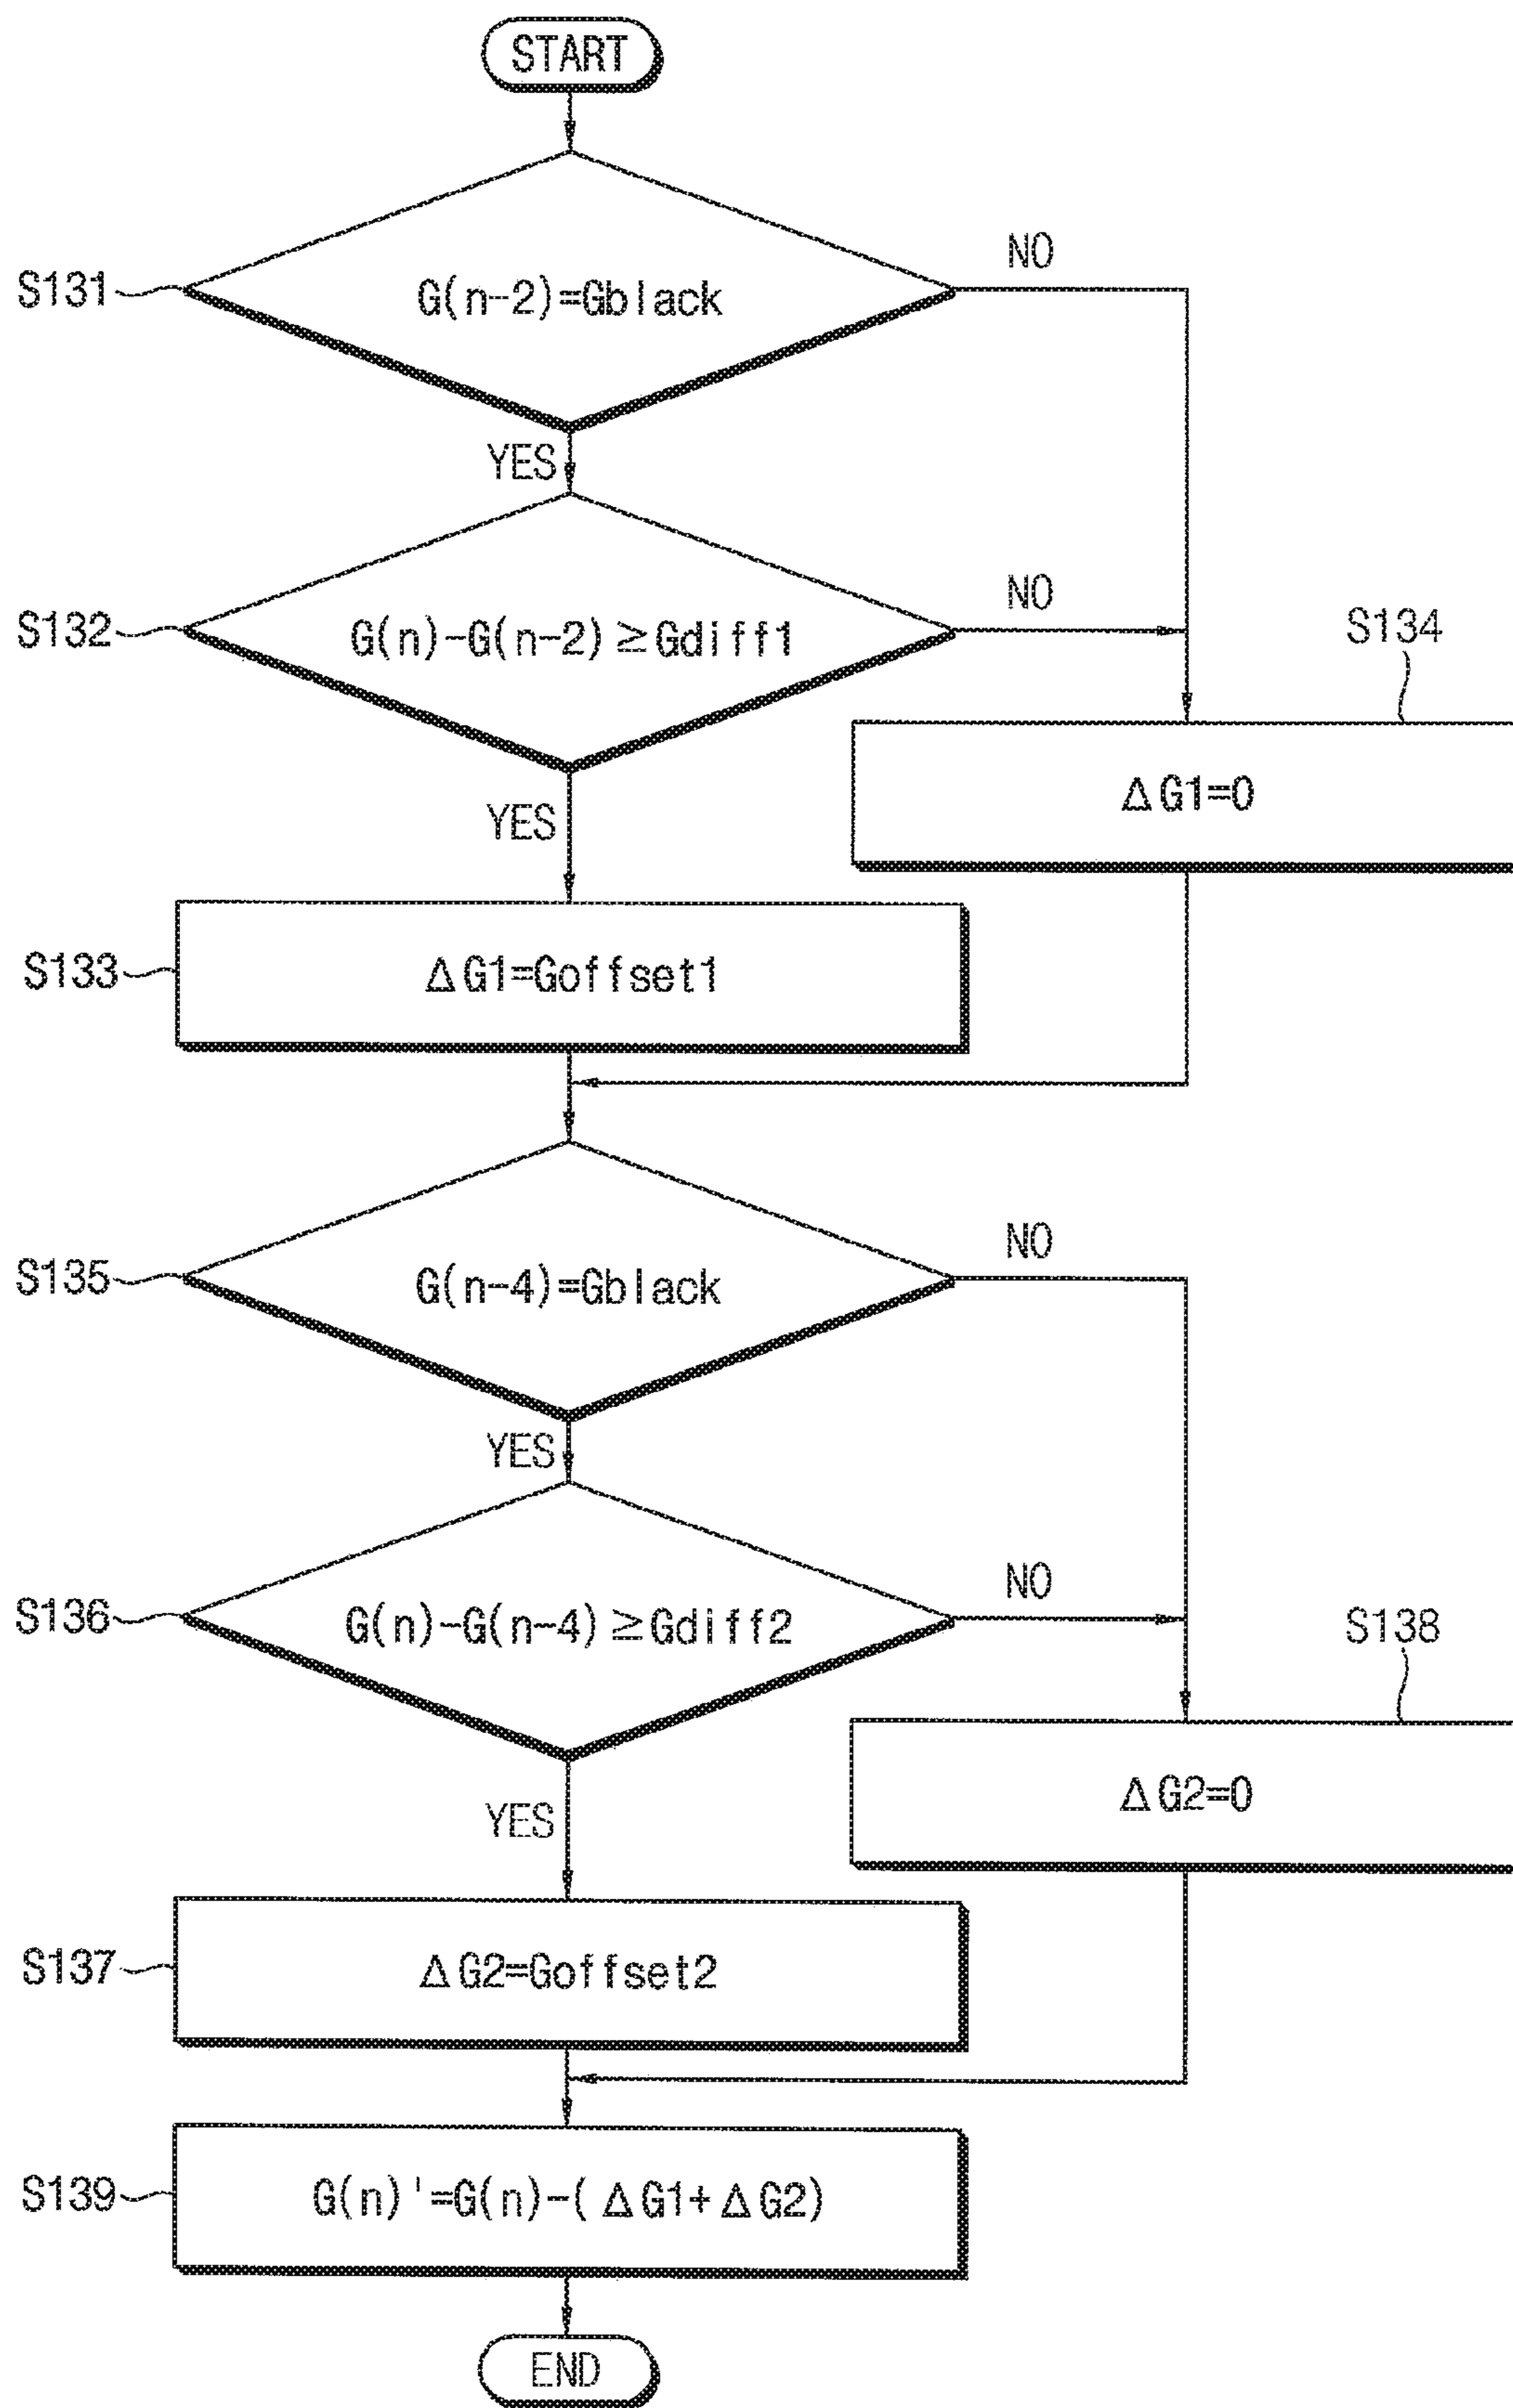 START
S131
G(n-2)=Gblack
NO
YES
S132
G(n)-G(n-2)≥Gdiff1
NO
S134
ΔG1=0
YES
S133
ΔG1=Goffset1
S135
G(n-4)=Gblack
NO
YES
S136
G(n)-G(n-4)≥Gdiff2
NO
S138
ΔG2=0
YES
S137
ΔG2=Goffset2
S139
G(n)'=G(n)-(ΔG1+ΔG2)
END